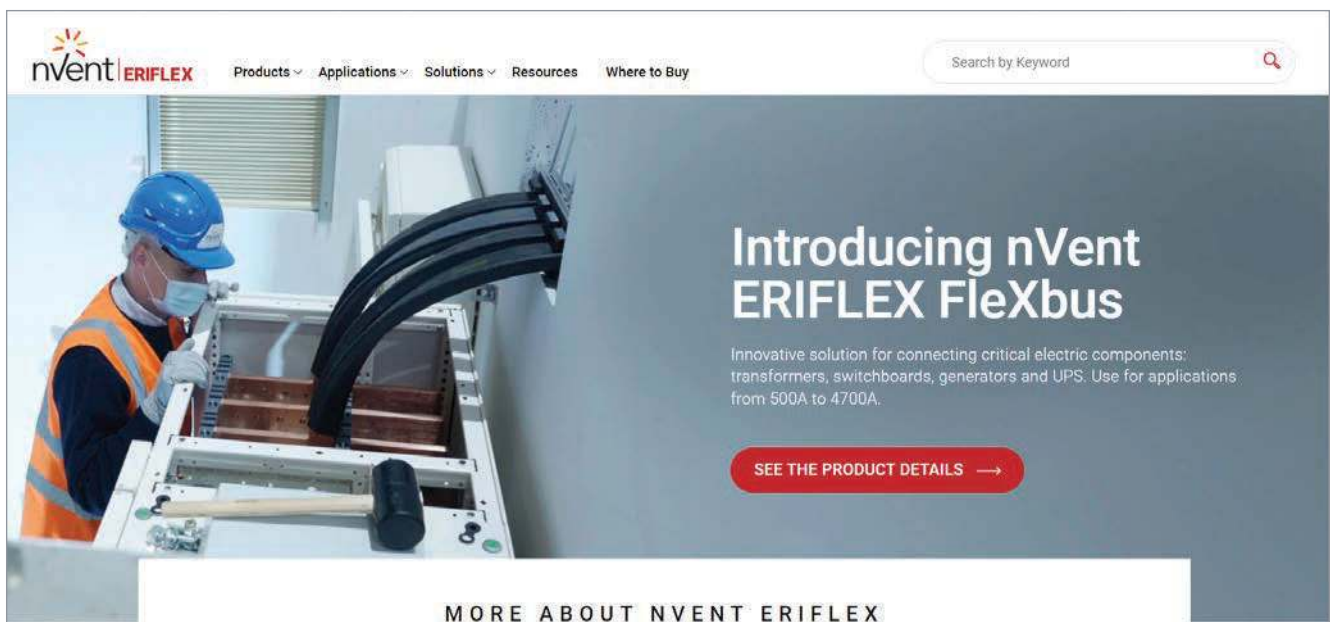 nVent ERIFLEX
Products Applications Solutions Resources Where to Buy
Search by Keyword
Introducing nVent
ERIFLEX FleXbus
Innovative solution for connecting critical electric components:
transformers, switchboards, generators and UPS. Use for applications
from 500A to 4700A.
SEE THE PRODUCT DETAILS
MORE ABOUT NVENT ERIFLEX